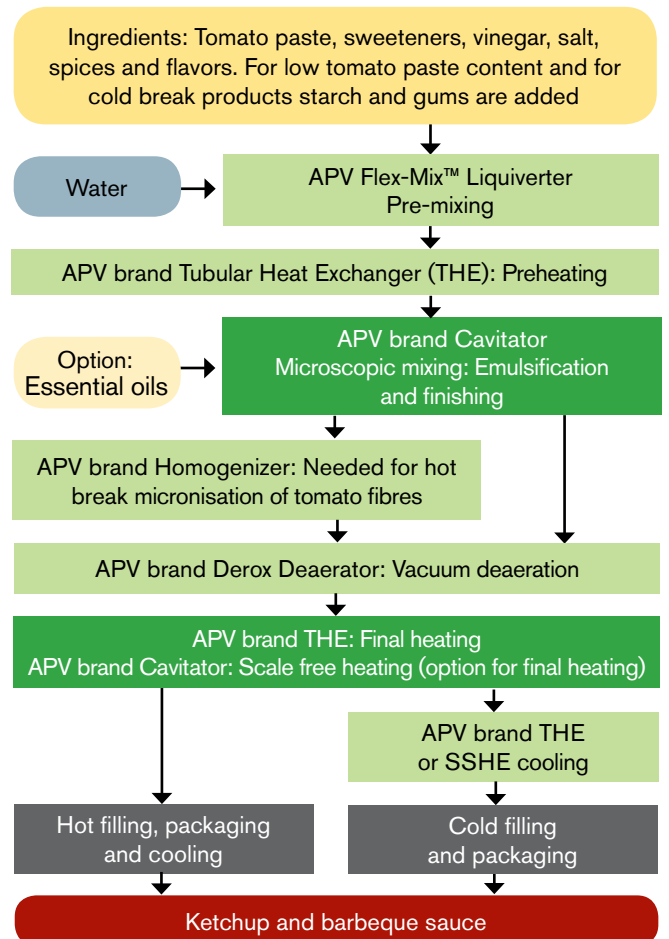 Ingredients: Tomato paste, sweeteners, vinegar, salt,
spices and flavors. For low tomato paste content and for
cold break products starch and gums are added
Water
APV Flex-Mix™ Liquiverter
Pre-mixing
APV brand Tubular Heat Exchanger (THE): Preheating
Option:
Essential oils
APV brand Cavitator
Microscopic mixing: Emulsification
and finishing
APV brand Homogenizer: Needed for hot
break micronisation of tomato fibres
APV brand Derox Deaerator: Vacuum deaeration
APV brand THE: Final heating
APV brand Cavitator: Scale free heating (option for final heating)
APV brand THE
or SSHE cooling
Hot filling, packaging
and cooling
Cold filling
and packaging
Ketchup and barbeque sauce